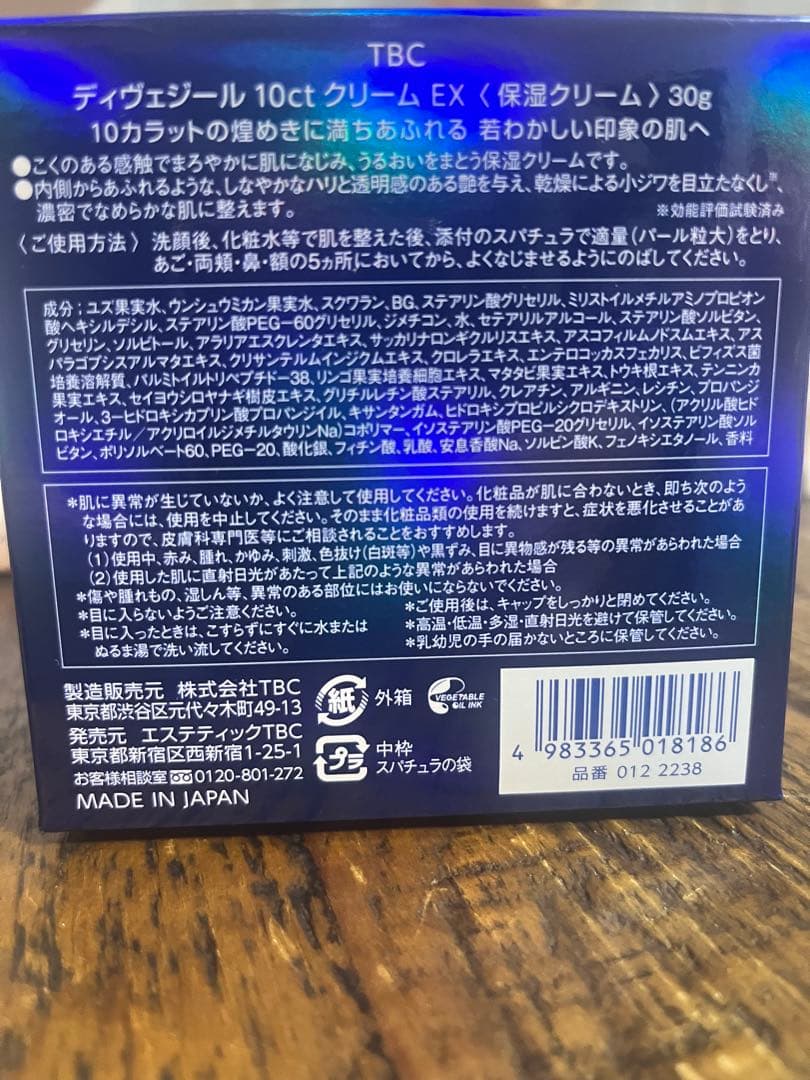 TBC
ディヴェジール 10ct クリーム EX 〈 保湿クリーム 〉 30g
10カラットの煌めきに満ちあふれる 若わかしい印象の肌へ
●こくのある感触でまろやかに肌になじみ、うるおいをまとう保湿クリームです。
●内側からあふれるような、しなやかなハリと透明感のある艶を与え、乾燥による小ジワを目立たなくし※、
濃密でなめらかな肌に整えます。
※効能評価試験済み
〈ご使用方法〉 洗顔後、化粧水等で肌を整えた後、添付のスパチュラで適量（パール粒大）をとり、
あご・両頬・鼻・額の5ヵ所においてから、よくなじませるようにのばしてください。
成分：ユズ果実水、ウンシュウミカン果実水、スクワラン、BG、ステアリン酸グリセリル、ミリストイルメチルアミノプロピオン
酸ヘキシルデシル、ステアリン酸PEG−60グリセリル、ジメチコン、水、セテアリルアルコール、ステアリン酸ソルビタン、
グリセリン、ソルビトール、アラリアエスクレンタエキス、サッカリナロンギクルリスエキス、アスコフィルムノドスムエキス、アス
パラゴプシスアルマタエキス、クリサンテルムインジクムエキス、クロレラエキス、エンテロコッカスフェカリス、ビフィズス菌
培養溶解質、パルミトイルトリペプチド−38、リンゴ果実培養細胞エキス、マタタビ果実エキス、トウキ根エキス、テンニンカ
果実エキス、セイヨウシロヤナギ樹皮エキス、グリチルレチン酸ステアリル、クレアチン、アルギニン、レシチン、プロパンジ
オール、3−ヒドロキシカプリン酸プロパンジイル、キサンタンガム、ヒドロキシプロピルシクロデキストリン、（アクリル酸ヒド
ロキシエチル／アクリロイルジメチルタウリンNa）コポリマー、イソステアリン酸PEG−20グリセリル、イソステアリン酸ソル
ビタン、ポリソルベート60、PEG−20、酸化銀、フィチン酸、乳酸、安息香酸Na、ソルビン酸K、フェノキシエタノール、香料
＊肌に異常が生じていないか、よく注意して使用してください。化粧品が肌に合わないとき、即ち次のよう
な場合には、使用を中止してください。そのまま化粧品類の使用を続けますと、症状を悪化させることがあ
りますので、皮膚科専門医等にご相談されることをおすすめします。
（1）使用中、赤み、腫れ、かゆみ、刺激、色抜け（白斑等）や黒ずみ、目に異物感が残る等の異常があらわれた場合
（2）使用した肌に直射日光があたって上記のような異常があらわれた場合
＊傷や腫れもの、湿しん等、異常のある部位にはお使いにならないでください。
＊目に入らないようご注意ください。
＊目に入ったときは、こすらずにすぐに水または
ぬるま湯で洗い流してください。
＊ご使用後は、キャップをしっかりと閉めてください。
＊高温・低温・多湿・直射日光を避けて保管してください。
＊乳幼児の手の届かないところに保管してください。
製造販売元 株式会社TBC
東京都渋谷区元代々木町49-13
発売元 エステティックTBC
東京都新宿区西新宿1-25-1
お客様相談室 0120-801-272
MADE IN JAPAN
紙 外箱
プラ 中枠
スパチュラの袋
VEGETABLE
OIL INK
4 983365 018186
品番 012 2238